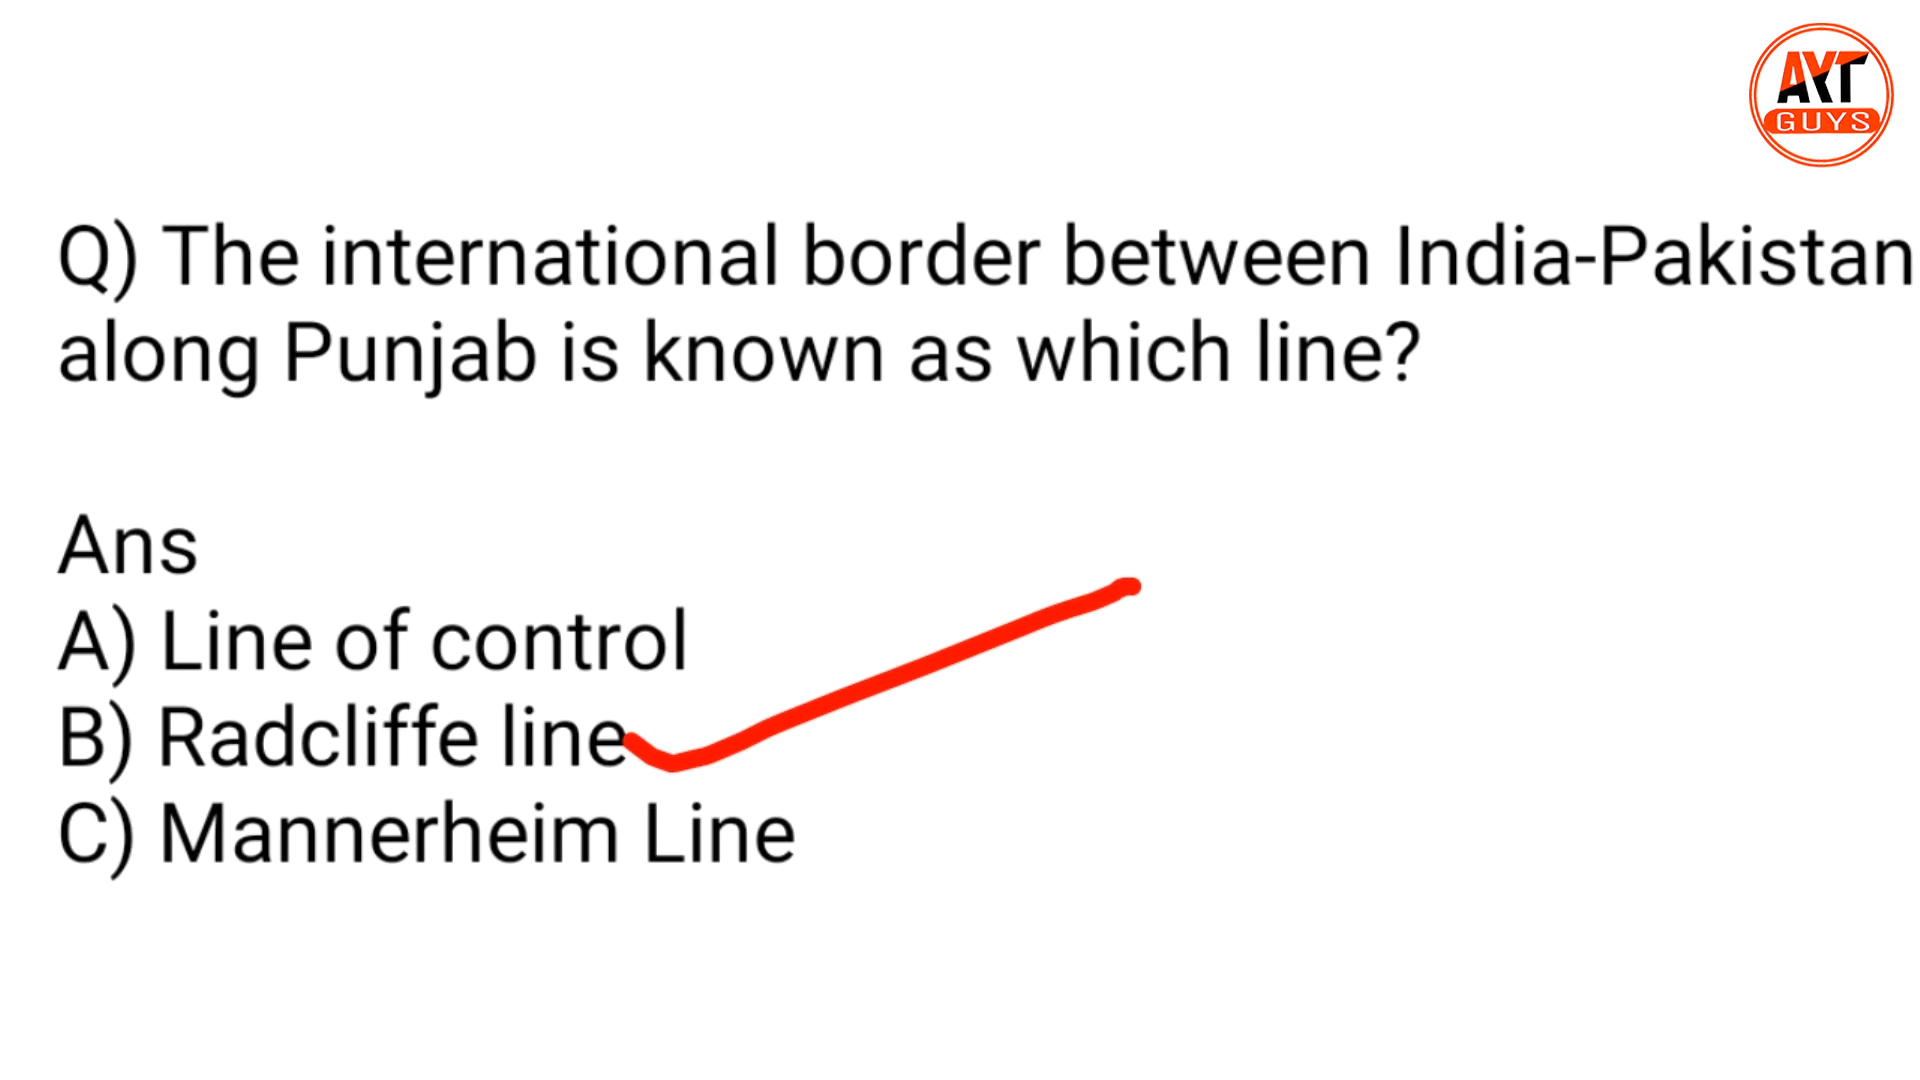 AKT
GUYS
Q) The international border between India-Pakistan
along Punjab is known as which line?
Ans
A) Line of control
B) Radcliffe line
C) Mannerheim Line